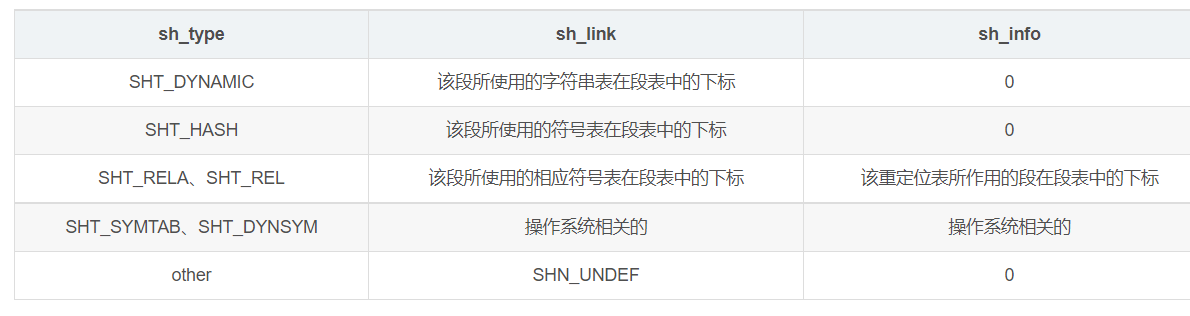 sh_type sh_link sh_info
SHT_DYNAMIC 该段所使用的字符串表在段表中的下标 0
SHT_HASH 该段所使用的符号表在段表中的下标 0
SHT_RELA、SHT_REL 该段所使用的相应符号表在段表中的下标 该重定位表所作用的段在段表中的下标
SHT_SYMTAB、SHT_DYNSYM 操作系统相关的 操作系统相关的
other SHN_UNDEF 0